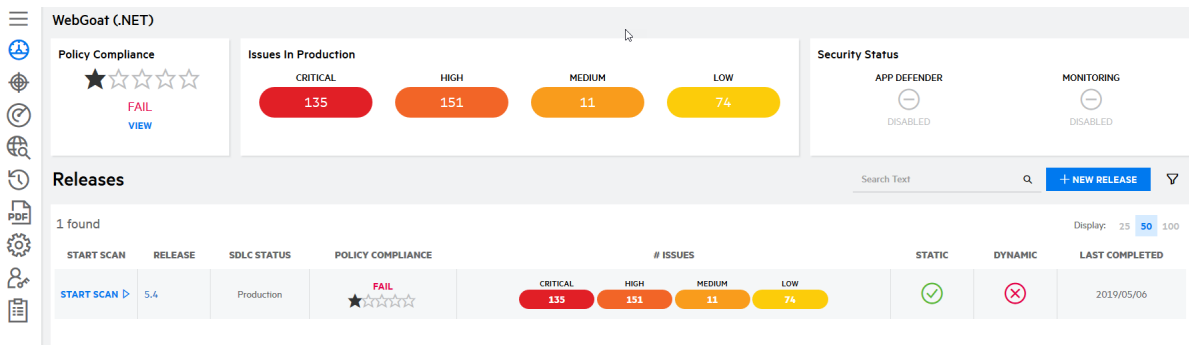 WebGoat (.NET)
Policy Compliance
FAIL
VIEW
Issues In Production
CRITICAL HIGH MEDIUM LOW
135 151 11 74
Security Status
APP DEFENDER MONITORING
DISABLED DISABLED
Releases
Search Text
+ NEW RELEASE
1 found
Display: 25 50 100
START SCAN RELEASE SDLC STATUS POLICY COMPLIANCE # ISSUES STATIC DYNAMIC LAST COMPLETED
START SCAN 5.4 Production FAIL
CRITICAL HIGH MEDIUM LOW
135 151 11 74
2019/05/06
PDF